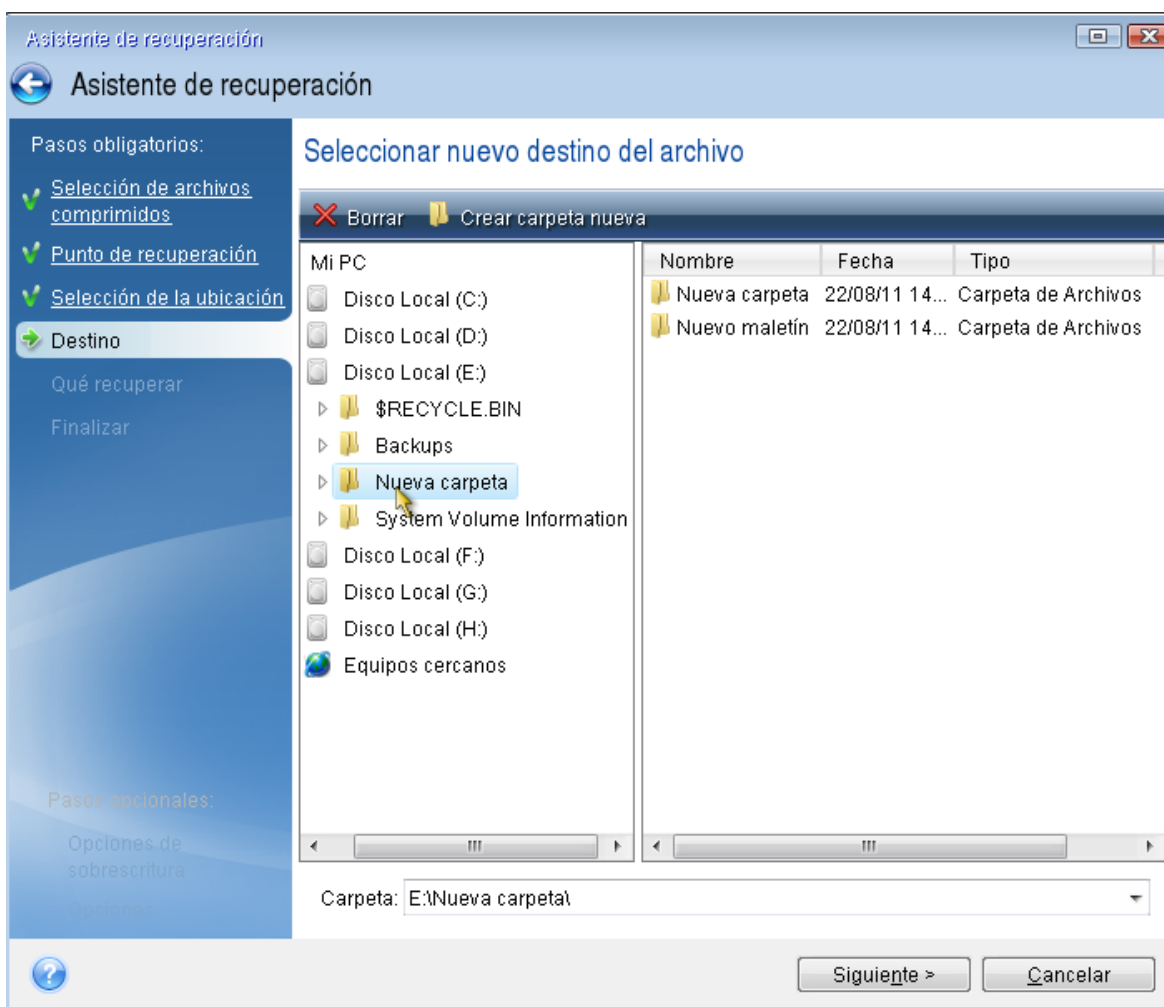 Asistente de recuperación
Asistente de recuperación
Pasos obligatorios:
Selección de archivos
comprimidos
Punto de recuperación
Selección de la ubicación
Destino
Qué recuperar
Finalizar
Pasos opcionales:
Opciones de
sobrescritura
Opciones
Seleccionar nuevo destino del archivo
Borrar Crear carpeta nueva
Mi PC
Disco Local (C:)
Disco Local (D:)
Disco Local (E:)
$RECYCLE.BIN
Backups
Nueva carpeta
System Volume Information
Disco Local (F:)
Disco Local (G:)
Disco Local (H:)
Equipos cercanos
Nombre Fecha Tipo
Nueva carpeta 22/08/11 14... Carpeta de Archivos
Nuevo maletín 22/08/11 14... Carpeta de Archivos
Carpeta: E:\Nueva carpeta\
Siguiente > Cancelar